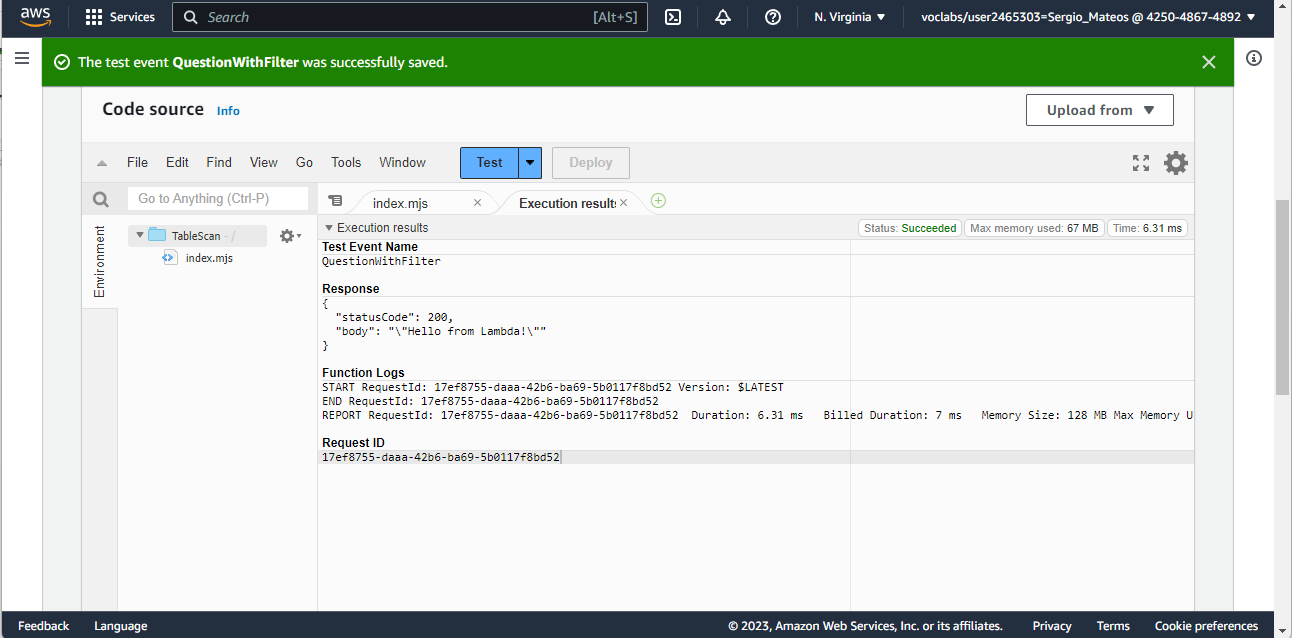 aws Services Search [Alt+S] N. Virginia voclabs/user2465303=Sergio_Mateos @ 4250-4867-4892
The test event QuestionWithFilter was successfully saved.
Code source Info Upload from
File Edit Find View Go Tools Window Test Deploy
Go to Anything (Ctrl-P) index.mjs Execution results
Environment
TableScan - /
index.mjs
Execution results Status: Succeeded Max memory used: 67 MB Time: 6.31 ms
Test Event Name
QuestionWithFilter
Response
{
"statusCode": 200,
"body": "\"Hello from Lambda!\""
}
Function Logs
START RequestId: 17ef8755-daaa-42b6-ba69-5b0117f8bd52 Version: $LATEST
END RequestId: 17ef8755-daaa-42b6-ba69-5b0117f8bd52
REPORT RequestId: 17ef8755-daaa-42b6-ba69-5b0117f8bd52 Duration: 6.31 ms Billed Duration: 7 ms Memory Size: 128 MB Max Memory U
Request ID
17ef8755-daaa-42b6-ba69-5b0117f8bd52
Feedback Language © 2023, Amazon Web Services, Inc. or its affiliates. Privacy Terms Cookie preferences